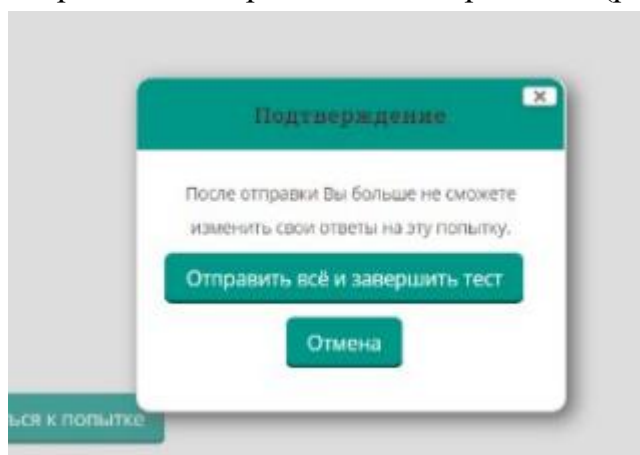 Подтверждение
После отправки Вы больше не сможете
изменить свои ответы на эту попытку.
Отправить всё и завершить тест
Отмена
к попытке